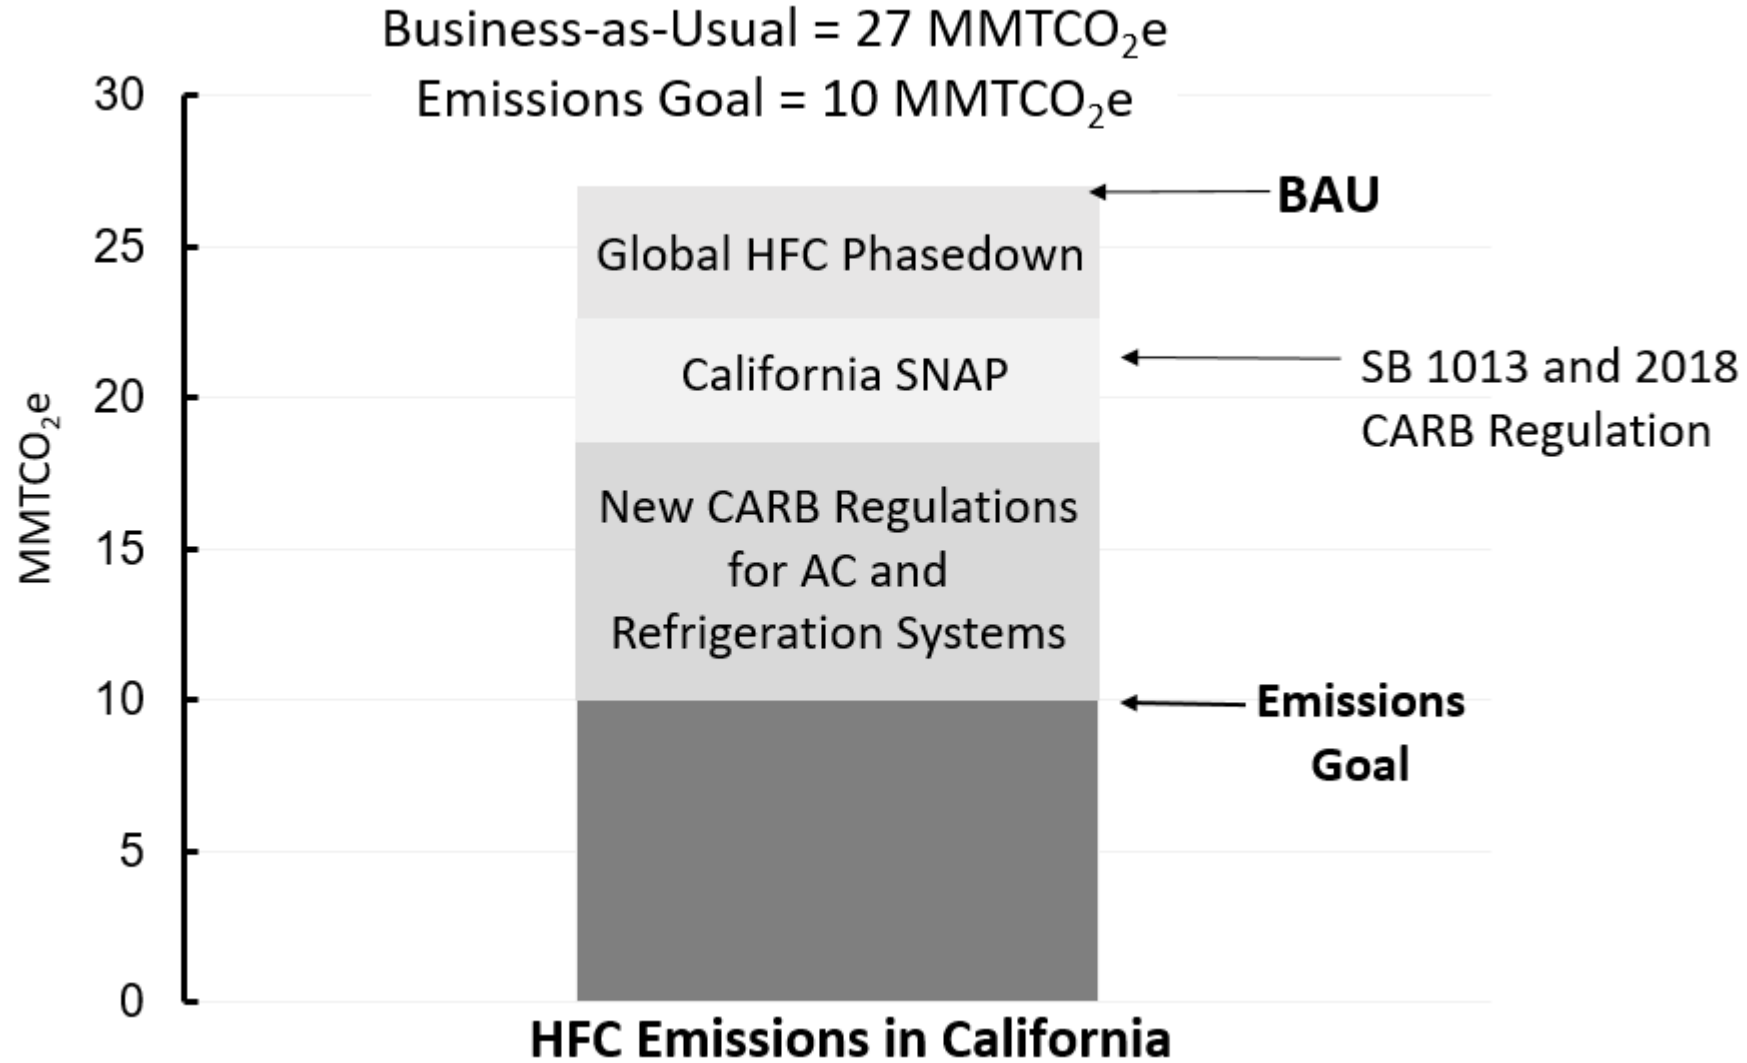 Business-as-Usual = 27 MMTCO₂e
Emissions Goal = 10 MMTCO₂e
30
25
20
15
10
5
0
MMTCO₂e
BAU
Global HFC Phasedown
California SNAP
SB 1013 and 2018
CARB Regulation
New CARB Regulations
for AC and
Refrigeration Systems
Emissions
Goal
HFC Emissions in California